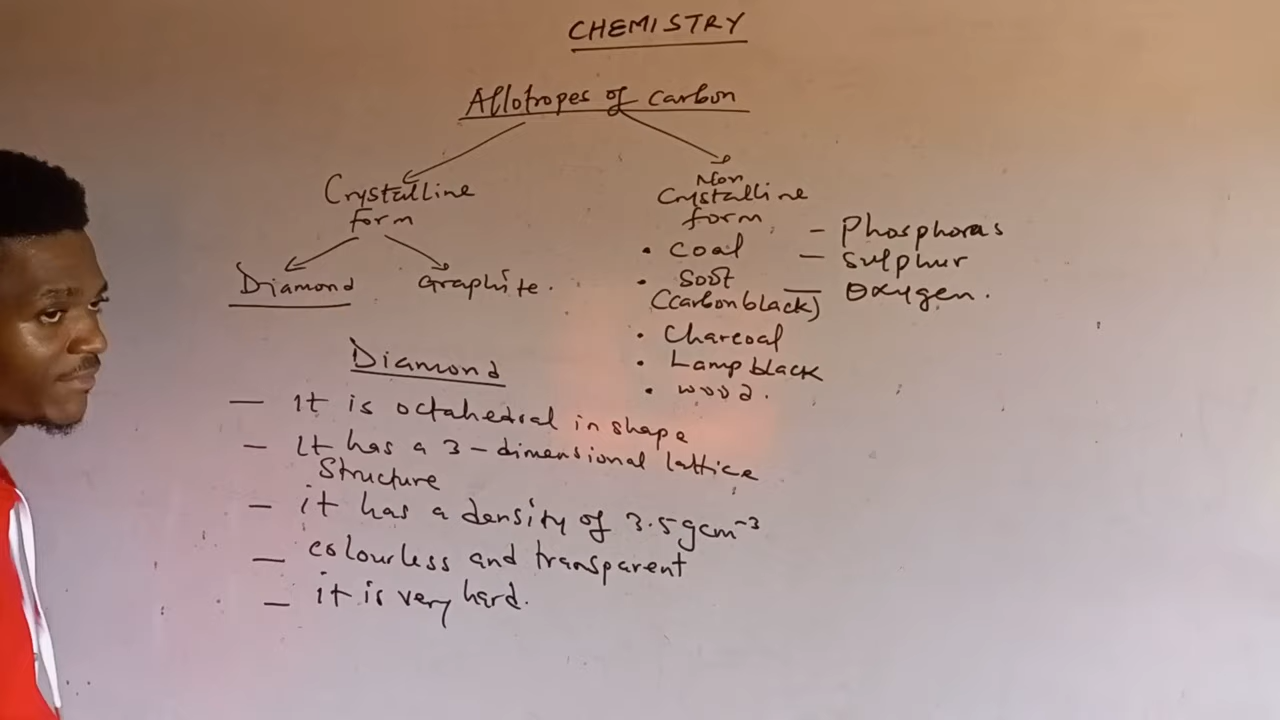 CHEMISTRY
Allotropes of carbon
Crystalline
form
Diamond
Graphite.
Non
Crystalline
form
• Coal
• Soot
(carbon black)
• Charcoal
• Lamp black
• wood.
- Phosphoras
- Sulphur
- Oxygen.
Diamond
- It is octahedral in shape
- It has a 3-dimensional lattice
Structure
- it has a density of 3.5gcm⁻³
- colourless and transparent
- it is very hard.